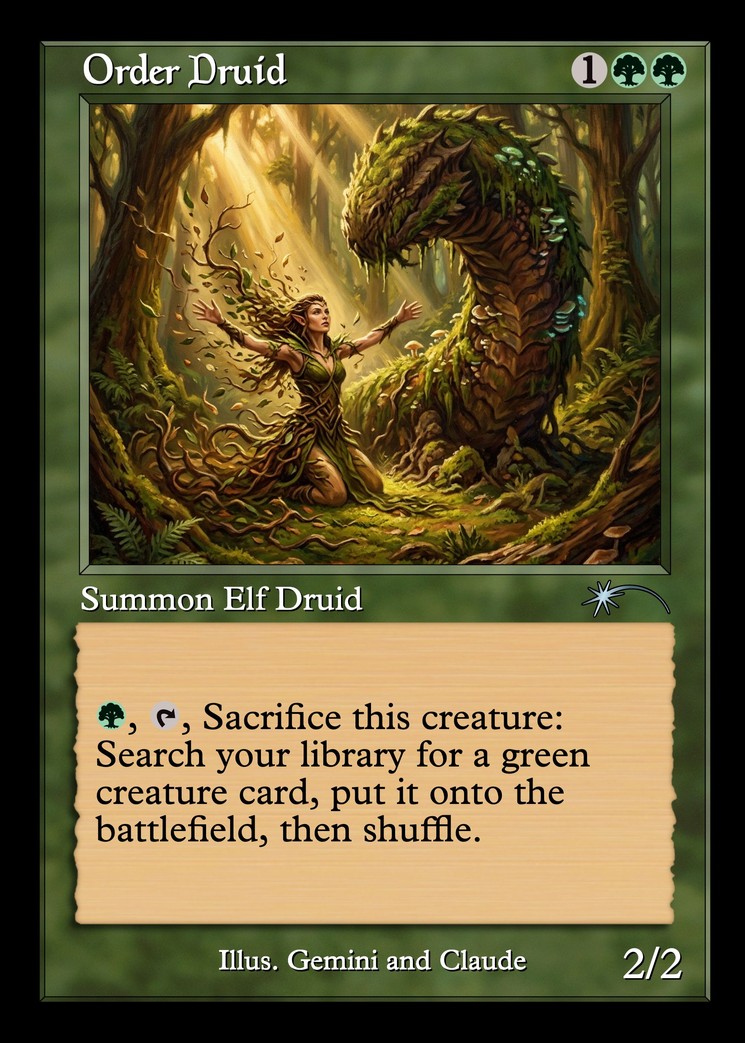 Order Druid 1
Summon Elf Druid
, , Sacrifice this creature:
Search your library for a green
creature card, put it onto the
battlefield, then shuffle.
Illus. Gemini and Claude 2/2